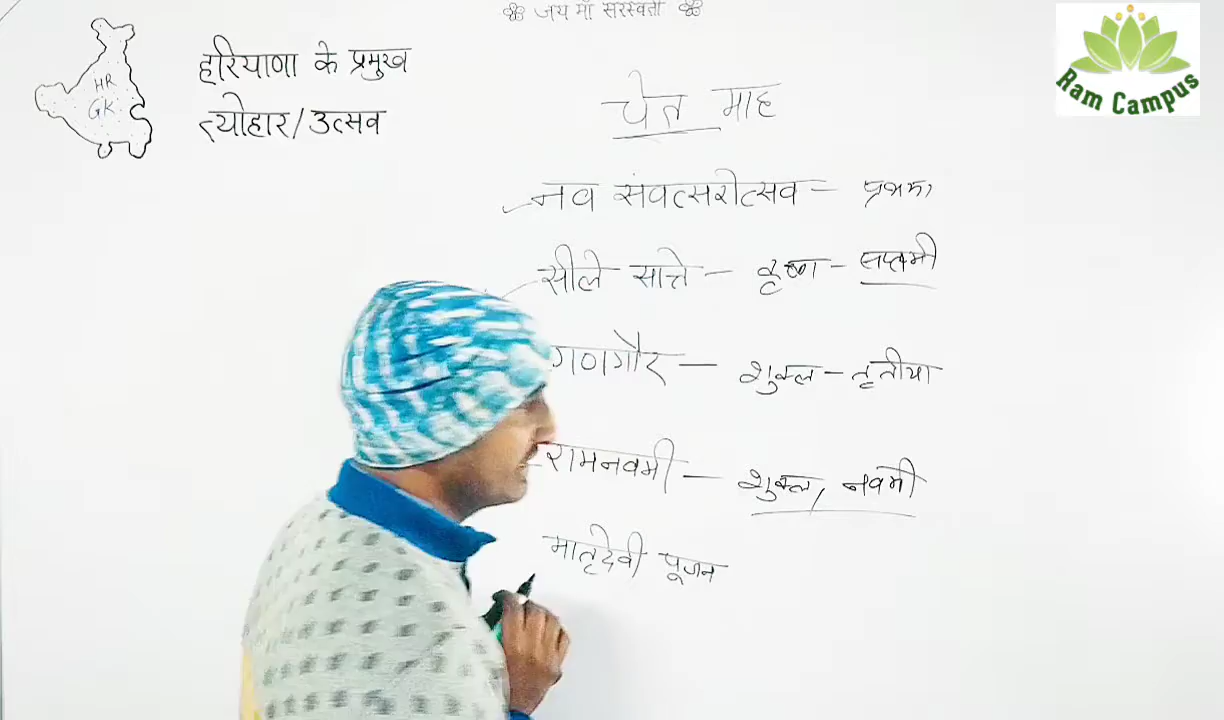 ॐ जय माँ सरस्वती ॐ
HR
GK
हरियाणा के प्रमुख
त्योहार/उत्सव
Ram Campus
चेत माह
नव संवत्सरोत्सव - प्रथमा
सीले साते - कृष्ण - सप्तमी
गणगौर - शुक्ल - तृतीया
रामनवमी - शुक्ल, नवमी
मातृदेवी पूजन